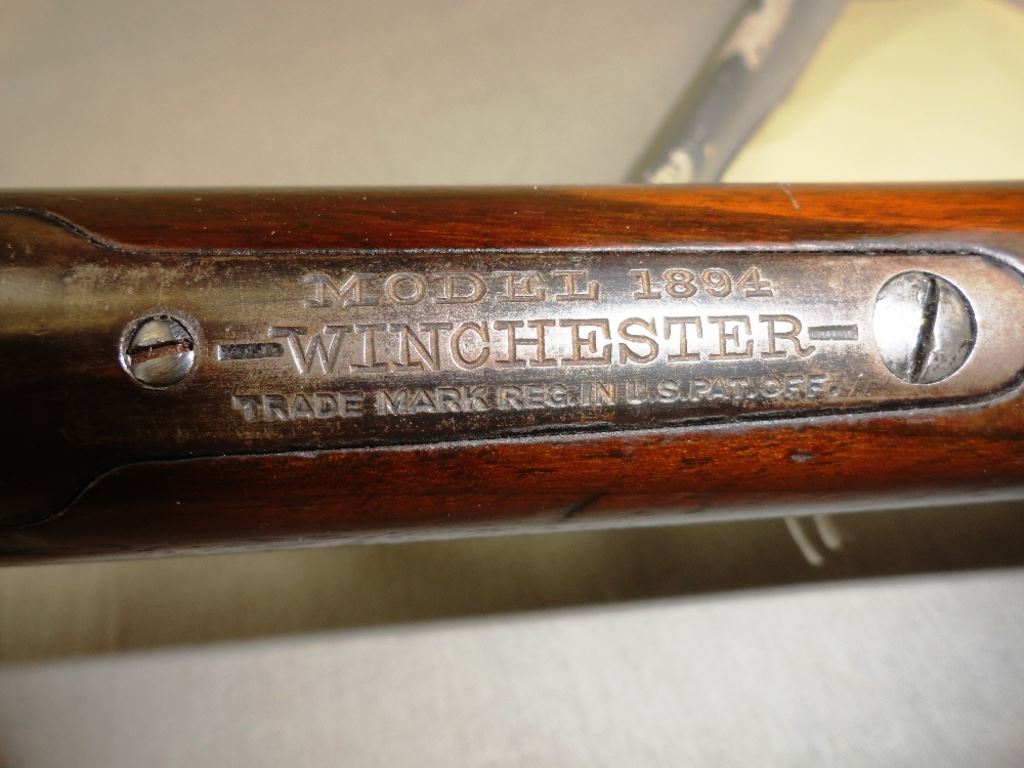 MODEL 1894
-WINCHESTER-
TRADE MARK REG. IN U.S. PAT. OFF.